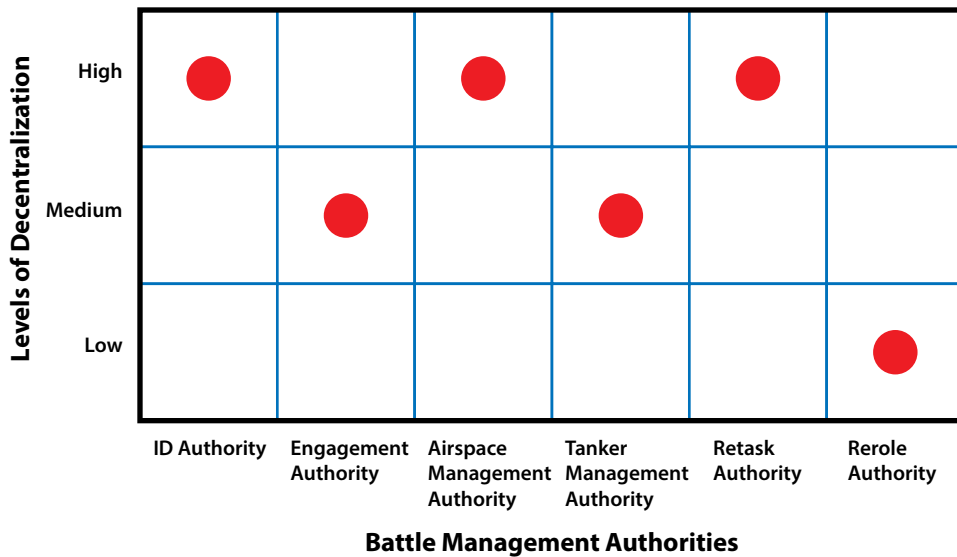 Levels of Decentralization
High
Medium
Low
ID Authority
Engagement
Authority
Airspace
Management
Authority
Tanker
Management
Authority
Retask
Authority
Rerole
Authority
Battle Management Authorities